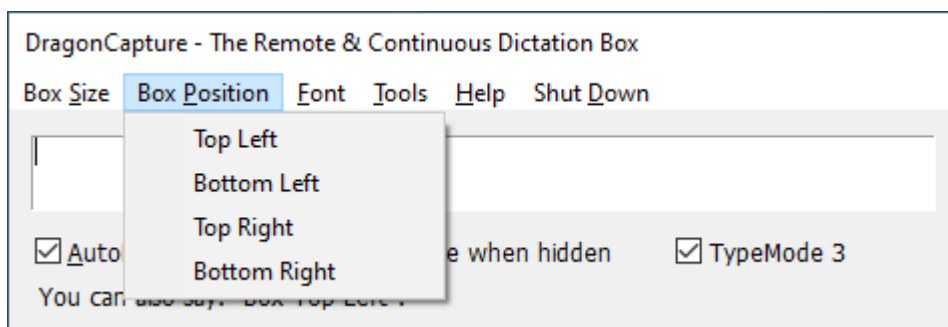 DragonCapture - The Remote & Continuous Dictation Box
Box Size Box Position Font Tools Help Shut Down
Top Left
Bottom Left
Top Right
Bottom Right
when hidden TypeMode 3
You can